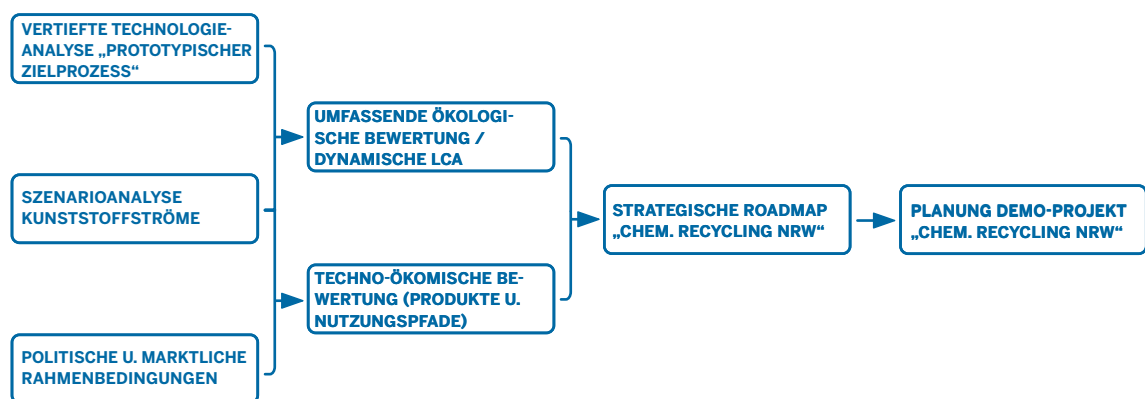 VERTIEFTE TECHNOLOGIE-
ANALYSE „PROTOTYPISCHER
ZIELPROZESS“
SZENARIOANALYSE
KUNSTSTOFFSTRÖME
POLITISCHE U. MARKTLICHE
RAHMENBEDINGUNGEN
UMFASSENDE ÖKOLOGI-
SCHE BEWERTUNG /
DYNAMISCHE LCA
TECHNO-ÖKOMISCHE BE-
WERTUNG (PRODUKTE U.
NUTZUNGSPFADE)
STRATEGISCHE ROADMAP
„CHEM. RECYCLING NRW“
PLANUNG DEMO-PROJEKT
„CHEM. RECYCLING NRW“